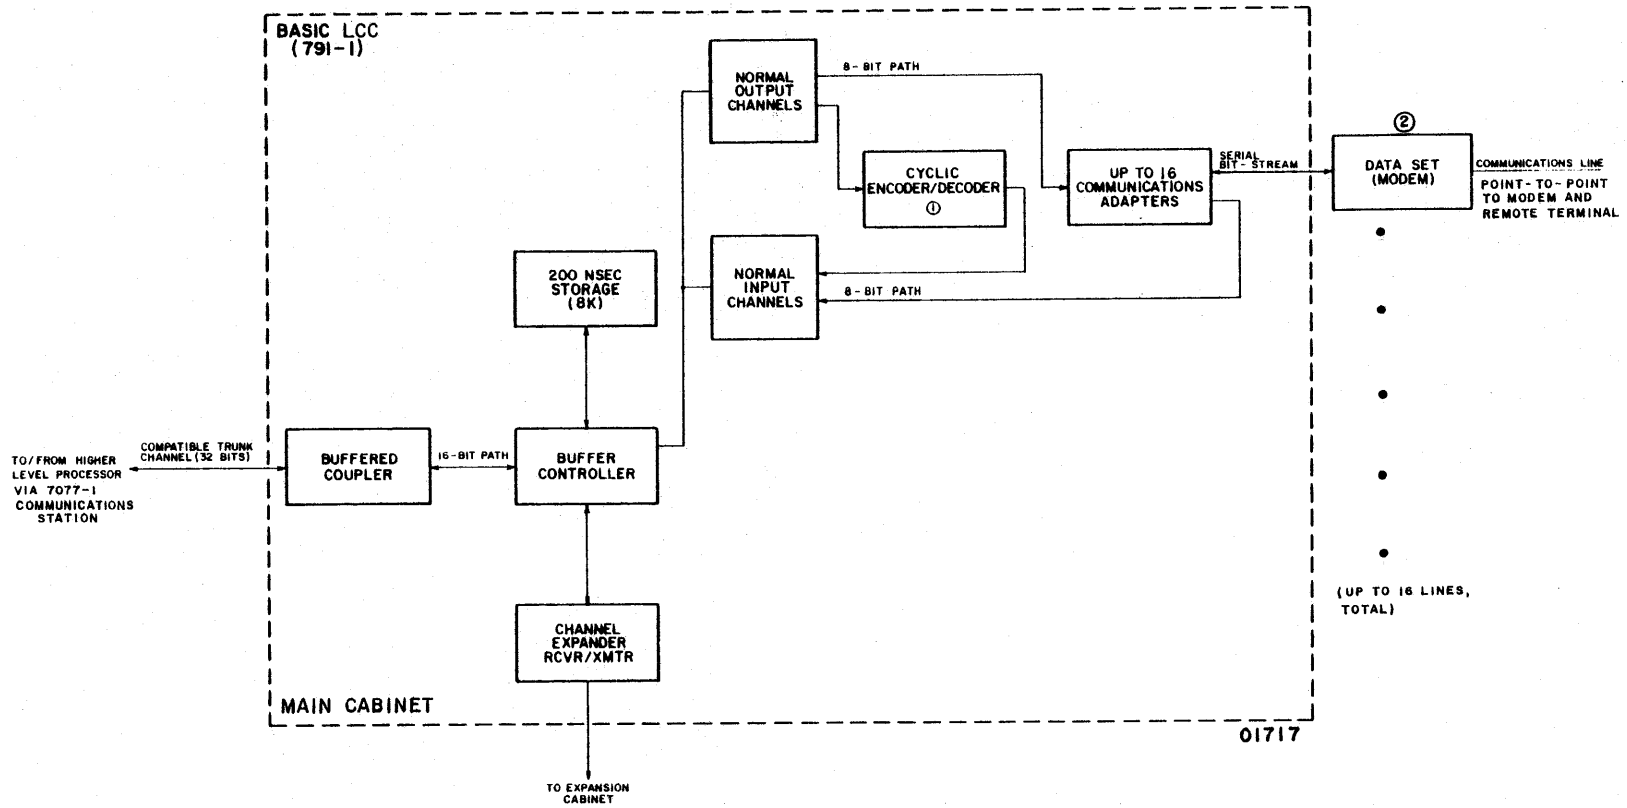 BASIC LCC
(791-1)
NORMAL
OUTPUT
CHANNELS
8-BIT PATH
CYCLIC
ENCODER/DECODER
①
UP TO 16
COMMUNICATIONS
ADAPTERS
SERIAL
BIT-STREAM
②
DATA SET
(MODEM)
COMMUNICATIONS LINE
POINT-TO-POINT
TO MODEM AND
REMOTE TERMINAL
NORMAL
INPUT
CHANNELS
8-BIT PATH
200 NSEC
STORAGE
(8K)
TO/FROM HIGHER
LEVEL PROCESSOR
VIA 7077-1
COMMUNICATIONS
STATION
COMPATIBLE TRUNK
CHANNEL (32 BITS)
BUFFERED
COUPLER
16-BIT PATH
BUFFER
CONTROLLER
(UP TO 16 LINES,
TOTAL)
CHANNEL
EXPANDER
RCVR/XMTR
MAIN CABINET
01717
TO EXPANSION
CABINET